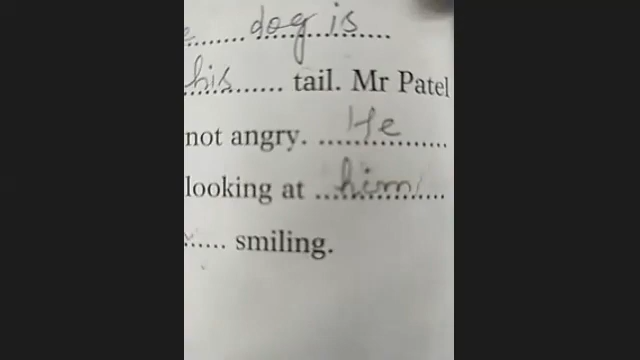 ........ dog is ........
his ........ tail. Mr Patel
not angry. He ........
looking at him ........
..... smiling.